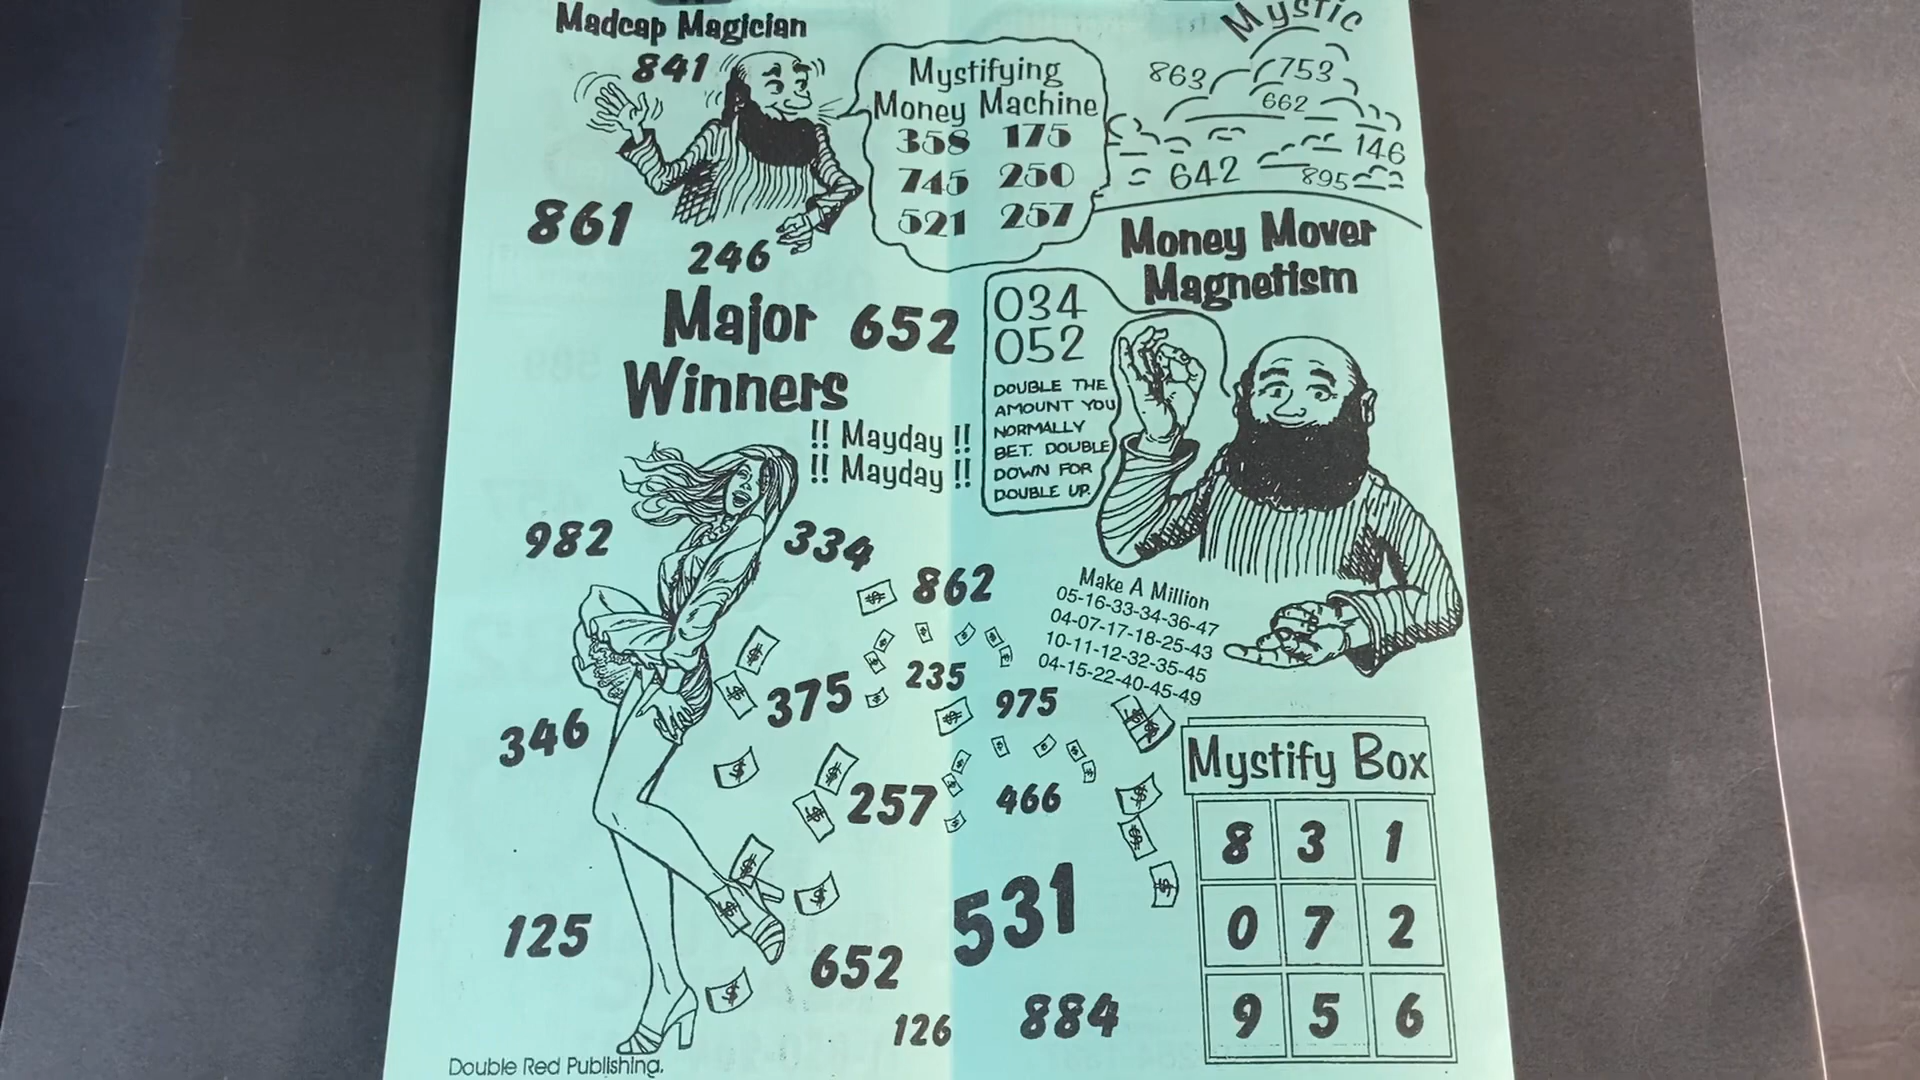 Madcap Magician
841
861
246
Mystifying
Money Machine
358 175
745 250
521 257
Mystic
863
753
662
146
642
895
Money Mover
Magnetism
034
052
DOUBLE THE
AMOUNT YOU
NORMALLY
BET. DOUBLE
DOWN FOR
DOUBLE UP.
Major 652
Winners
!! Mayday !!
!! Mayday !!
982
334
862
346
375
235
975
257
466
125
652
531
126
884
Make A Million
05-16-33-34-36-47
04-07-17-18-25-43
10-11-12-32-35-45
04-15-22-40-45-49
Mystify Box
8 3 1
0 7 2
9 5 6
Double Red Publishing.